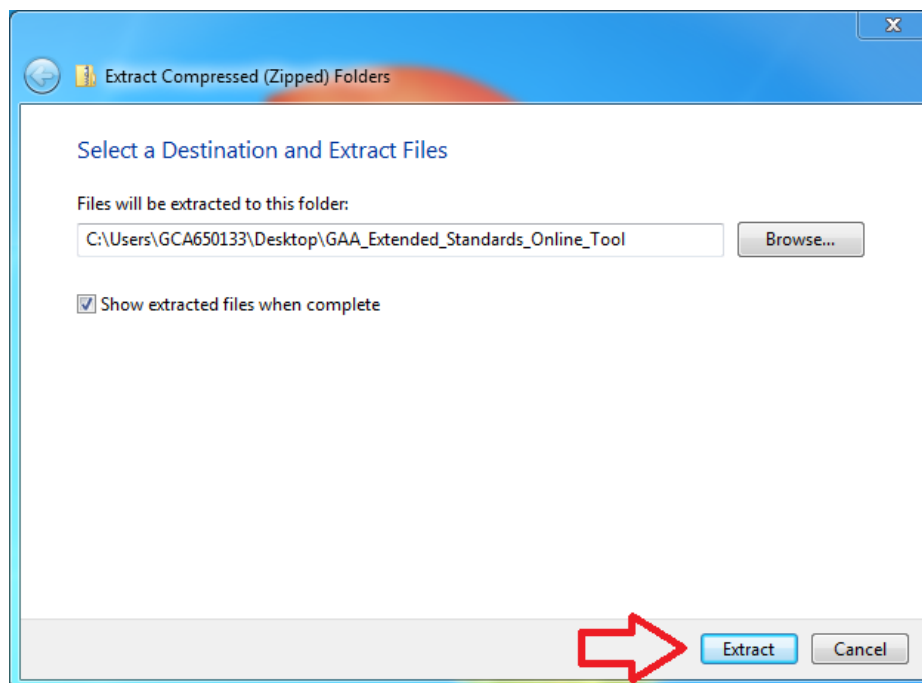 X
Extract Compressed (Zipped) Folders
Select a Destination and Extract Files
Files will be extracted to this folder:
C:\Users\GCA650133\Desktop\GAA_Extended_Standards_Online_Tool
Browse...
Show extracted files when complete
Extract
Cancel